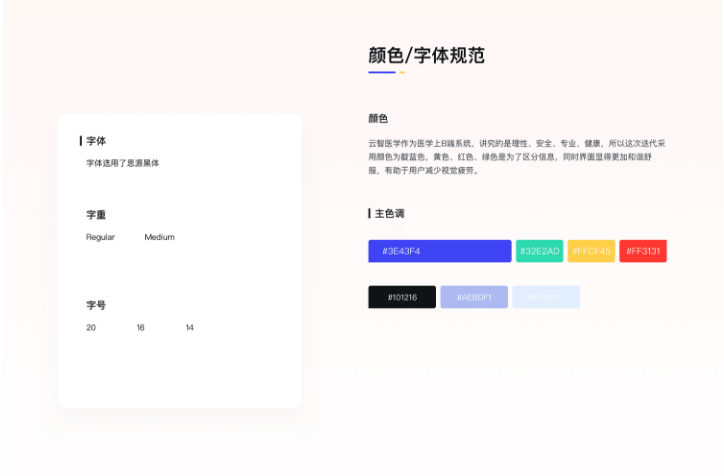 颜色/字体规范
字体
字体选用了思源黑体
字重
Regular Medium
字号
20 16 14
颜色
云智医学作为医学上B端系统，讲究的是理性、安全、专业、健康，所以这次迭代采
用颜色为靛蓝色，黄色、红色、绿色是为了区分信息，同时界面显得更加和谐舒
服，有助于用户减少视觉疲劳。
主色调
#3E43F4 #32E2AD #FFCF45 #FF3131
#101216 #AEBDF1